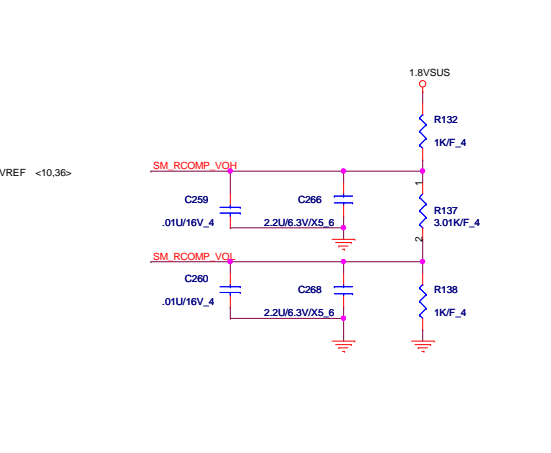 1.8VSUS
R132
1K/F_4
VREF <10,36>
SM_RCOMP_VOH
1
C259
C266
R137
.01U/16V_4
2.2U/6.3V/X5_6
3.01K/F_4
2
SM_RCOMP_VOL
C260
C268
R138
.01U/16V_4
2.2U/6.3V/X5_6
1K/F_4